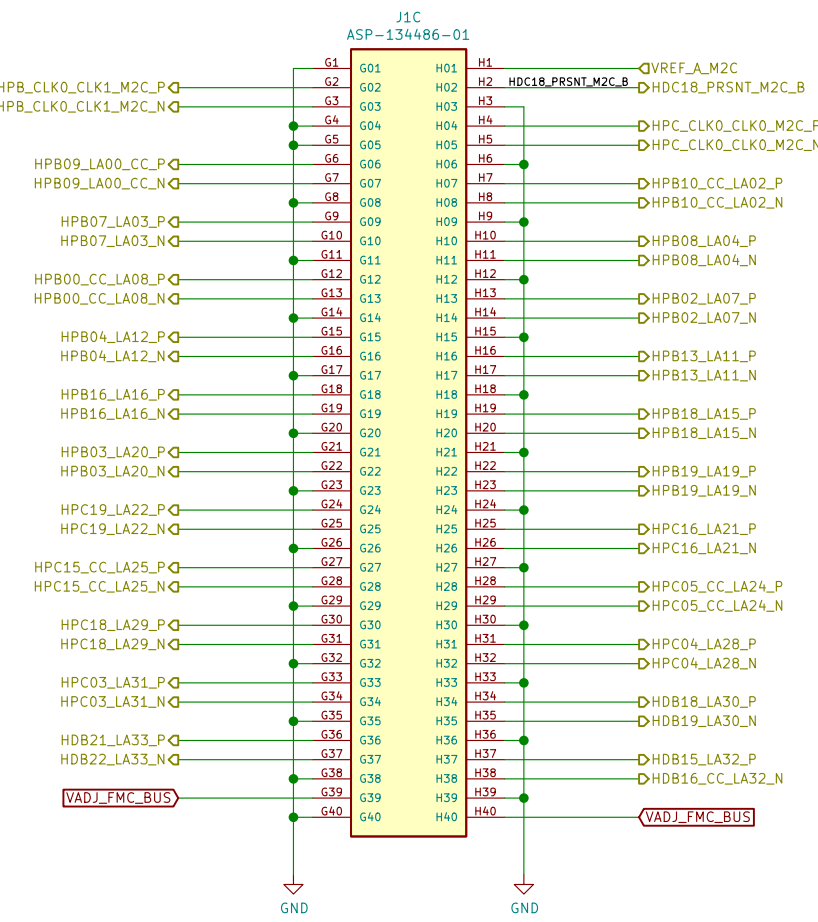 J1C
ASP-134486-01
G1 G01 H01 H1 VREF_A_M2C
HPB_CLK0_CLK1_M2C_P G2 G02 H02 H2 HDC18_PRSNT_M2C_B HDC18_PRSNT_M2C_B
HPB_CLK0_CLK1_M2C_N G3 G03 H03 H3
G4 G04 H04 H4 HPC_CLK0_CLK0_M2C_P
G5 G05 H05 H5 HPC_CLK0_CLK0_M2C_N
HPB09_LA00_CC_P G6 G06 H06 H6
HPB09_LA00_CC_N G7 G07 H07 H7 HPB10_CC_LA02_P
G8 G08 H08 H8 HPB10_CC_LA02_N
HPB07_LA03_P G9 G09 H09 H9
HPB07_LA03_N G10 G10 H10 H10 HPB08_LA04_P
G11 G11 H11 H11 HPB08_LA04_N
HPB00_CC_LA08_P G12 G12 H12 H12
HPB00_CC_LA08_N G13 G13 H13 H13 HPB02_LA07_P
G14 G14 H14 H14 HPB02_LA07_N
HPB04_LA12_P G15 G15 H15 H15
HPB04_LA12_N G16 G16 H16 H16 HPB13_LA11_P
G17 G17 H17 H17 HPB13_LA11_N
HPB16_LA16_P G18 G18 H18 H18
HPB16_LA16_N G19 G19 H19 H19 HPB18_LA15_P
G20 G20 H20 H20 HPB18_LA15_N
HPB03_LA20_P G21 G21 H21 H21
HPB03_LA20_N G22 G22 H22 H22 HPB19_LA19_P
G23 G23 H23 H23 HPB19_LA19_N
HPC19_LA22_P G24 G24 H24 H24
HPC19_LA22_N G25 G25 H25 H25 HPC16_LA21_P
G26 G26 H26 H26 HPC16_LA21_N
HPC15_CC_LA25_P G27 G27 H27 H27
HPC15_CC_LA25_N G28 G28 H28 H28 HPC05_CC_LA24_P
G29 G29 H29 H29 HPC05_CC_LA24_N
HPC18_LA29_P G30 G30 H30 H30
HPC18_LA29_N G31 G31 H31 H31 HPC04_LA28_P
G32 G32 H32 H32 HPC04_LA28_N
HPC03_LA31_P G33 G33 H33 H33
HPC03_LA31_N G34 G34 H34 H34 HDB18_LA30_P
G35 G35 H35 H35 HDB19_LA30_N
HDB21_LA33_P G36 G36 H36 H36
HDB22_LA33_N G37 G37 H37 H37 HDB15_LA32_P
G38 G38 H38 H38 HDB16_CC_LA32_N
VADJ_FMC_BUS G39 G39 H39 H39
G40 G40 H40 H40 VADJ_FMC_BUS
GND GND